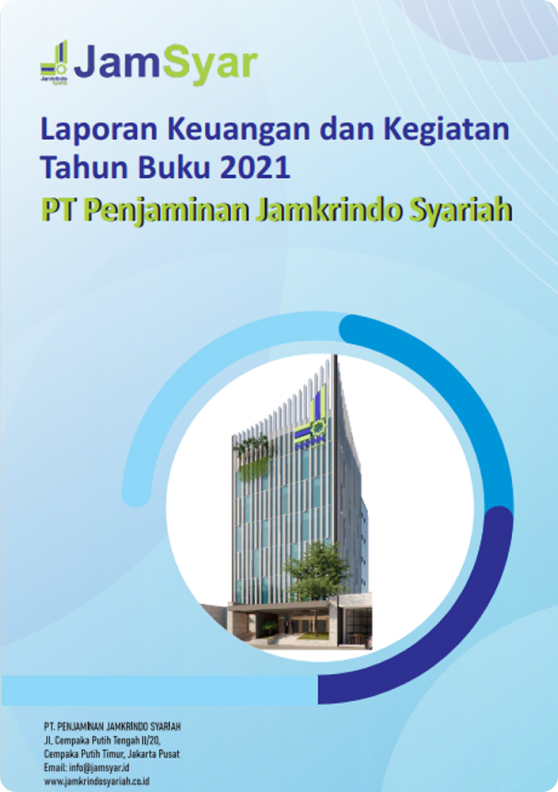 Jamkrindo
JamSyar
Laporan Keuangan dan Kegiatan
Tahun Buku 2021
PT Penjaminan Jamkrindo Syariah
PT. PENJAMINAN JAMKRINDO SYARIAH
Jl. Cempaka Putih Tengah II/20,
Cempaka Putih Timur, Jakarta Pusat
Email: info@jamsyar.id
www.jamkrindosyariah.co.id